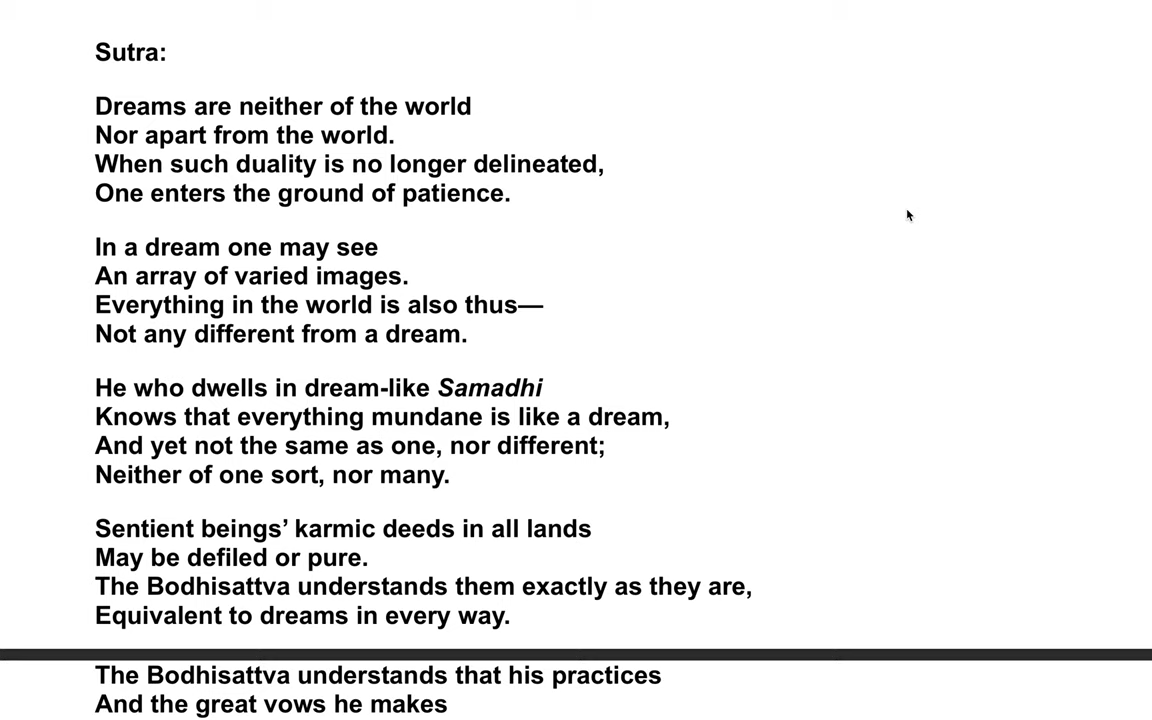 Sutra:
Dreams are neither of the world
Nor apart from the world.
When such duality is no longer delineated,
One enters the ground of patience.
In a dream one may see
An array of varied images.
Everything in the world is also thus—
Not any different from a dream.
He who dwells in dream-like Samadhi
Knows that everything mundane is like a dream,
And yet not the same as one, nor different;
Neither of one sort, nor many.
Sentient beings’ karmic deeds in all lands
May be defiled or pure.
The Bodhisattva understands them exactly as they are,
Equivalent to dreams in every way.
The Bodhisattva understands that his practices
And the great vows he makes